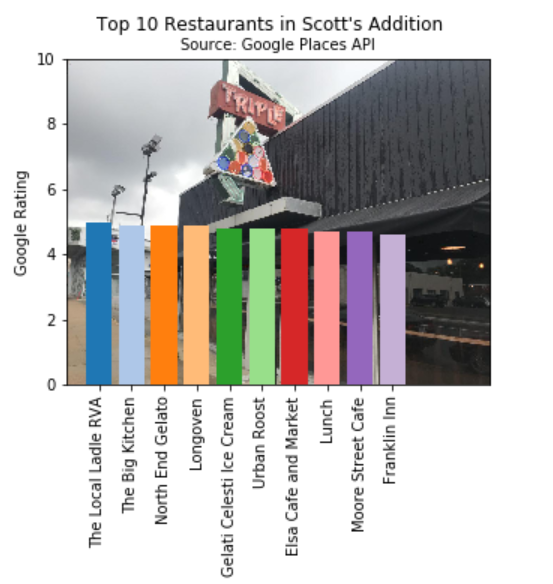 Top 10 Restaurants in Scott's Addition
Source: Google Places API
10
8
6
4
2
0
Google Rating
TRIPLE
The Local Ladle RVA
The Big Kitchen
North End Gelato
Longoven
Gelati Celesti Ice Cream
Urban Roost
Elsa Cafe and Market
Lunch
Moore Street Cafe
Franklin Inn